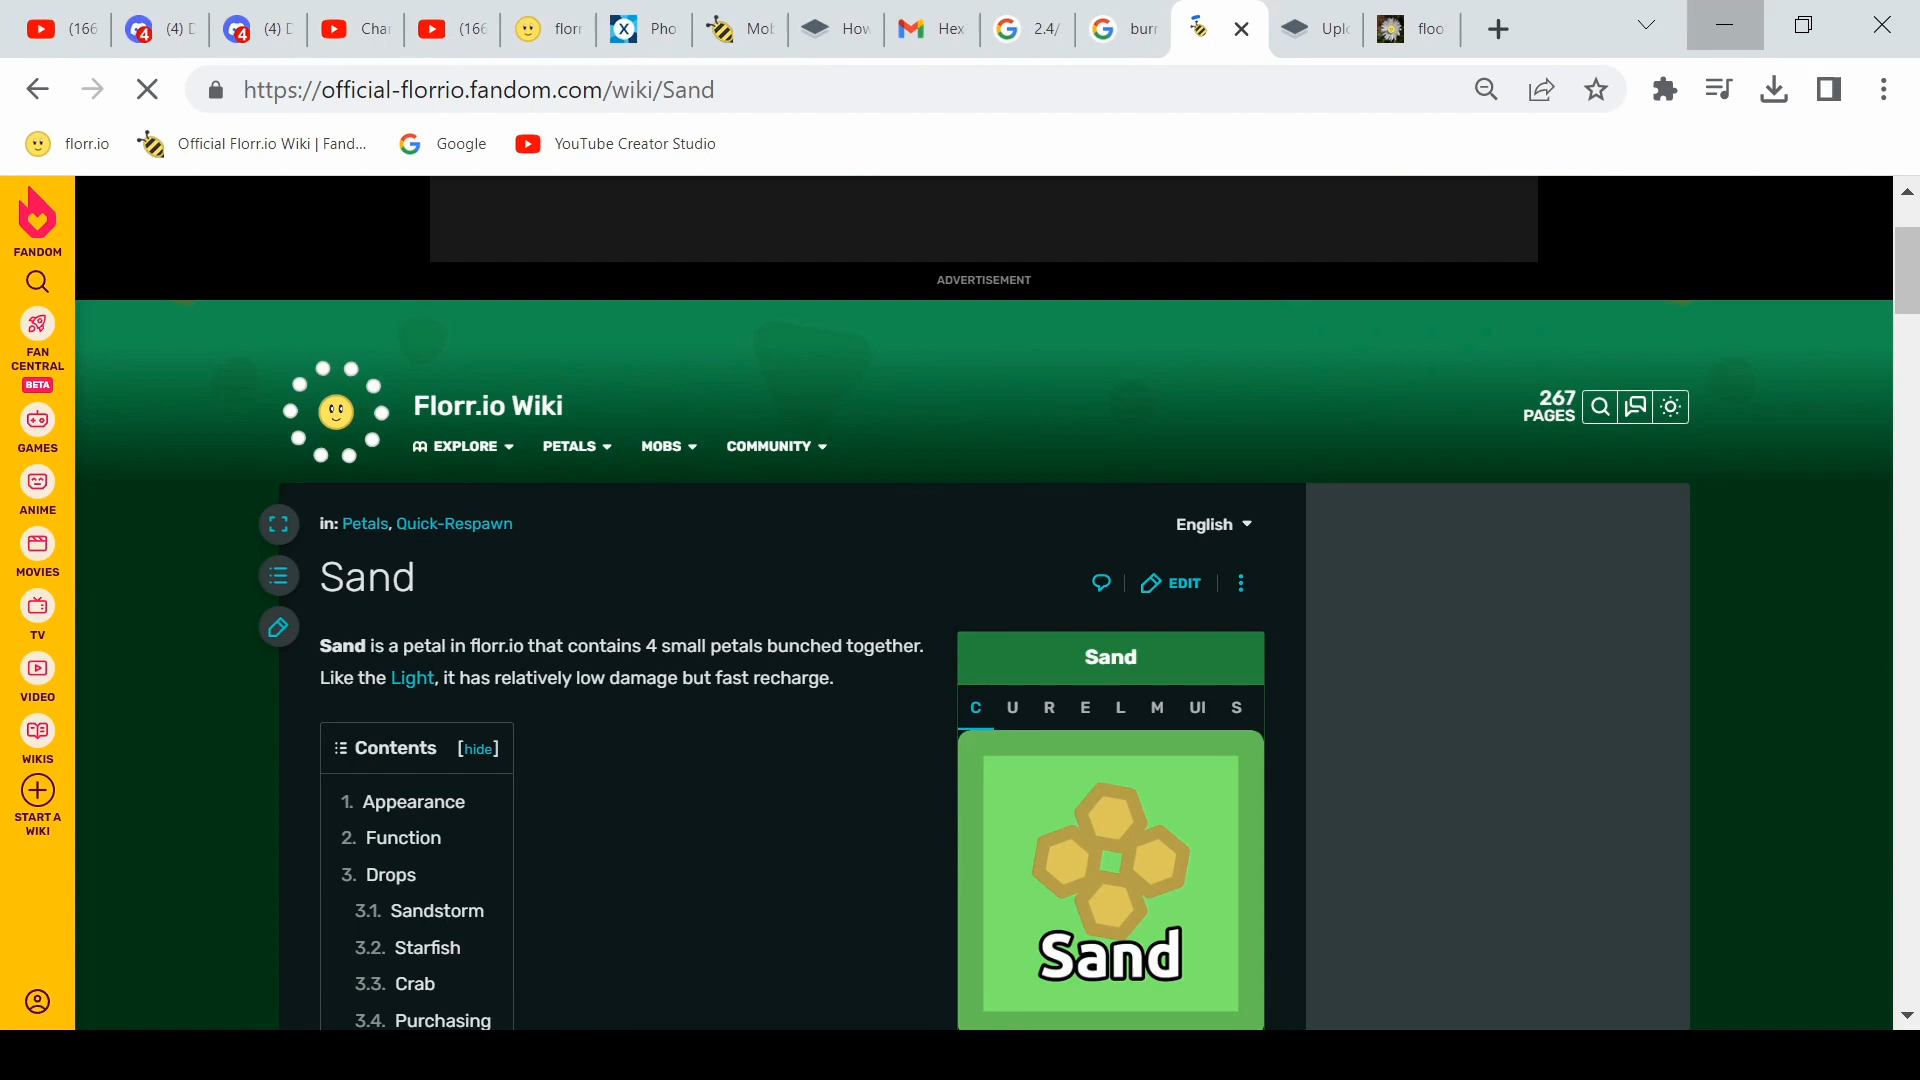 (166
(4) D
(4) D
Cha
(166
florr
Pho
Mob
How
Hex
2.4/
burr
Uplo
floo
https://official-florrio.fandom.com/wiki/Sand
florr.io
Official Florr.io Wiki | Fand...
Google
YouTube Creator Studio
FANDOM
FAN
CENTRAL
BETA
GAMES
ANIME
MOVIES
TV
VIDEO
WIKIS
START A
WIKI
ADVERTISEMENT
Florr.io Wiki
EXPLORE
PETALS
MOBS
COMMUNITY
267
PAGES
in: Petals, Quick-Respawn
English
Sand
EDIT
Sand is a petal in florr.io that contains 4 small petals bunched together.
Like the Light, it has relatively low damage but fast recharge.
Contents [hide]
1. Appearance
2. Function
3. Drops
3.1. Sandstorm
3.2. Starfish
3.3. Crab
3.4. Purchasing
Sand
C U R E L M Ul S
Sand